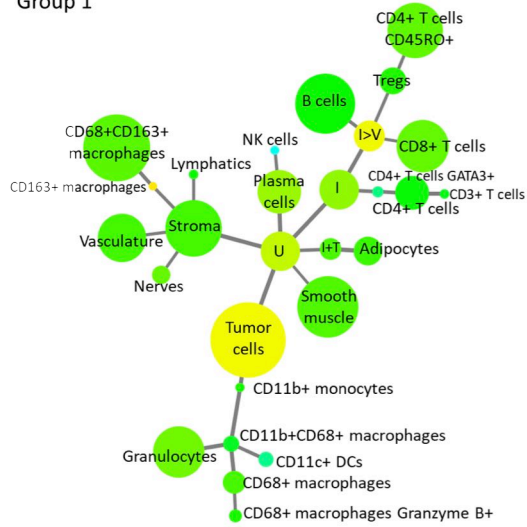 Group 1
CD4+ T cells
CD45RO+
Tregs
B cells
I>V
CD8+ T cells
NK cells
CD68+CD163+
macrophages
Lymphatics
CD163+ macrophages
Plasma
cells
I
CD4+ T cells GATA3+
CD3+ T cells
CD4+ T cells
Stroma
Vasculature
U
I+T
Adipocytes
Nerves
Smooth
muscle
Tumor
cells
CD11b+ monocytes
CD11b+CD68+ macrophages
Granulocytes
CD11c+ DCs
CD68+ macrophages
CD68+ macrophages Granzyme B+